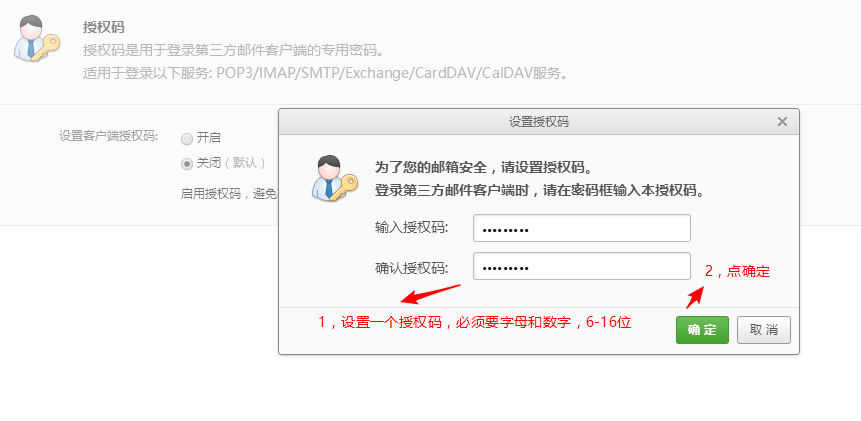 授权码
授权码是用于登录第三方邮件客户端的专用密码。
适用于登录以下服务: POP3/IMAP/SMTP/Exchange/CardDAV/CalDAV服务。
设置客户端授权码:
开启
关闭（默认）
启用授权码，避免
设置授权码
为了您的邮箱安全，请设置授权码。
登录第三方邮件客户端时，请在密码框输入本授权码。
输入授权码:
确认授权码:
2，点确定
1，设置一个授权码，必须要字母和数字，6-16位
确 定
取 消